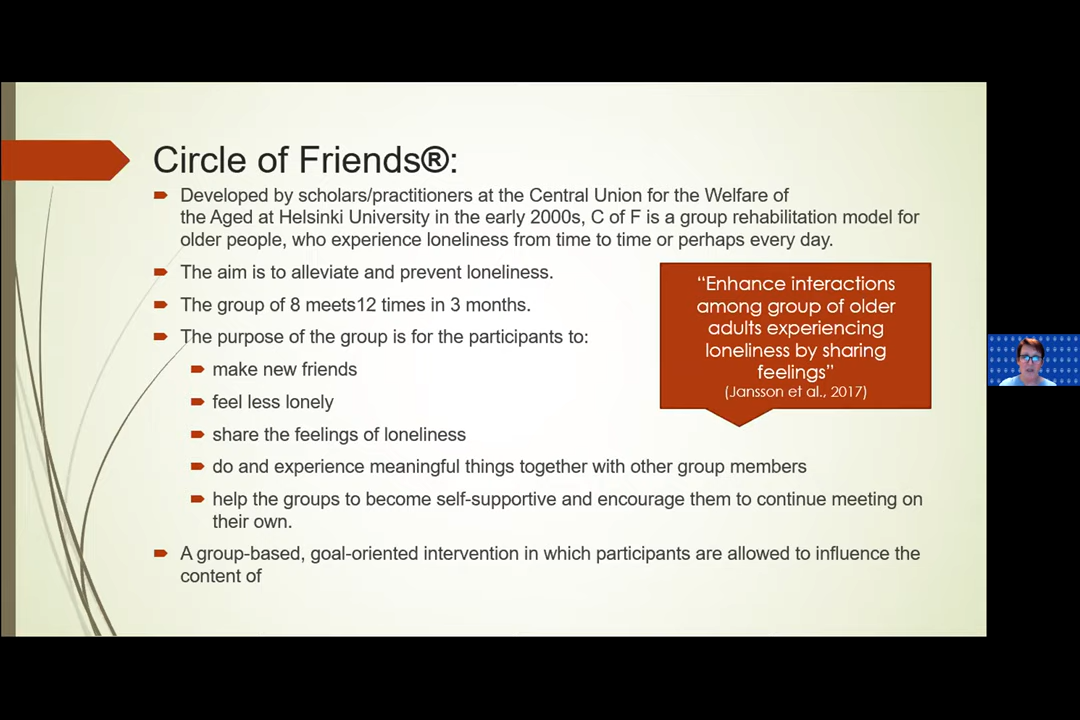 Circle of Friends®:
Developed by scholars/practitioners at the Central Union for the Welfare of
the Aged at Helsinki University in the early 2000s, C of F is a group rehabilitation model for
older people, who experience loneliness from time to time or perhaps every day.
The aim is to alleviate and prevent loneliness.
The group of 8 meets12 times in 3 months.
The purpose of the group is for the participants to:
make new friends
feel less lonely
share the feelings of loneliness
do and experience meaningful things together with other group members
help the groups to become self-supportive and encourage them to continue meeting on
their own.
A group-based, goal-oriented intervention in which participants are allowed to influence the
content of
“Enhance interactions
among group of older
adults experiencing
loneliness by sharing
feelings”
(Jansson et al., 2017)